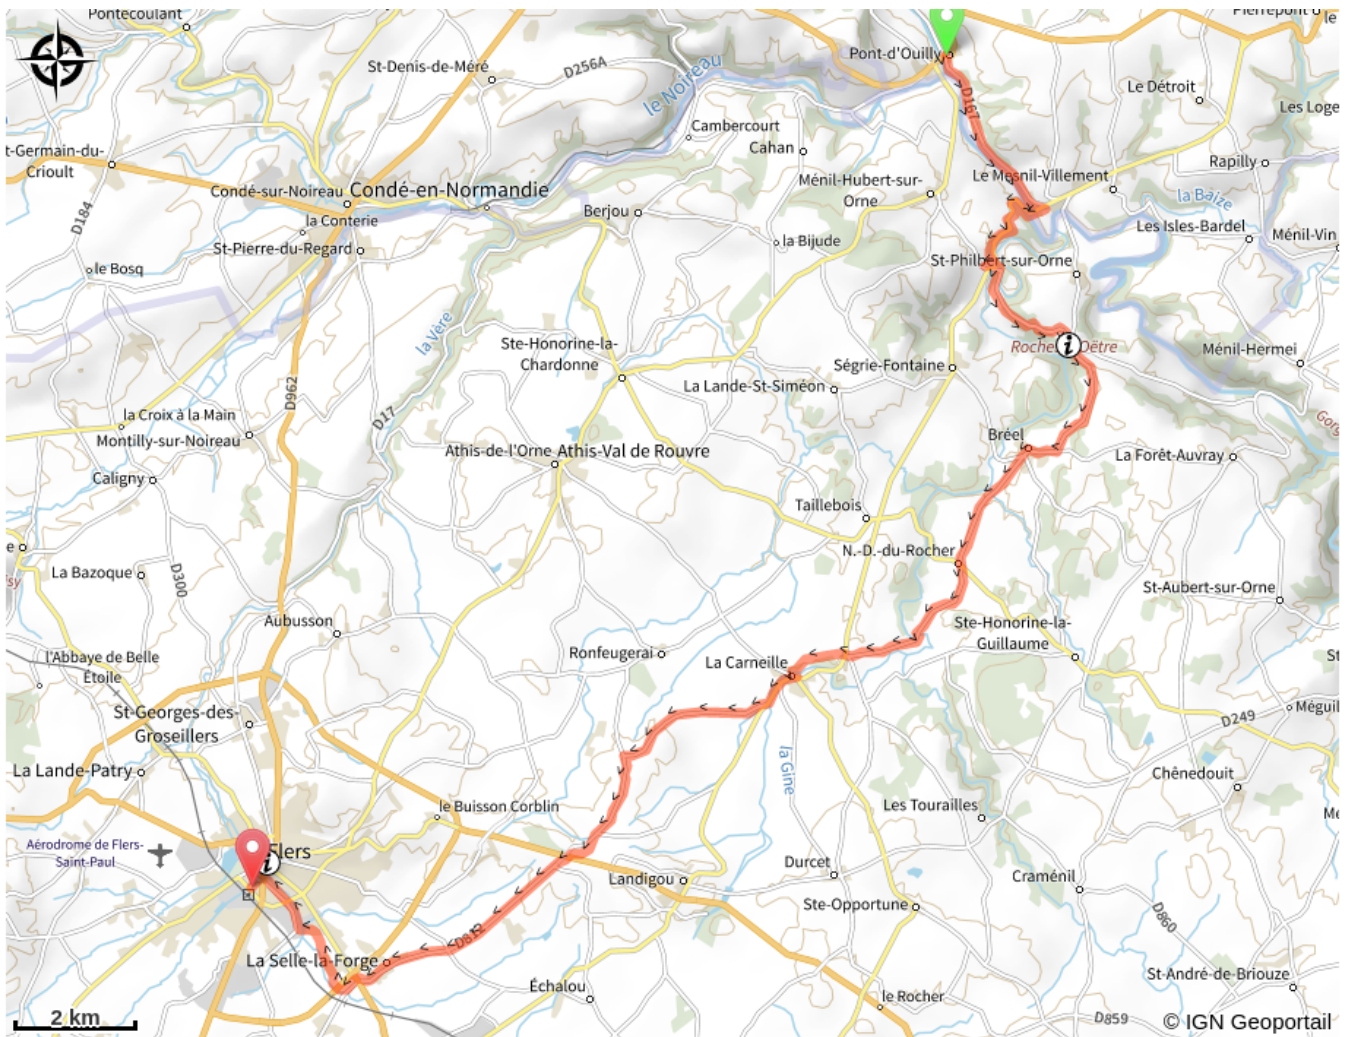 Pontécoulant
Pierrepont
le
St-Denis-de-Méré
D256A
le Noireau
Pont-d'Ouilly
D167
Le Détroit
Les Loge
Cambercourt
Cahan
t-Germain-du-
Crioult
Rapilly
Condé-sur-Noireau
Condé-en-Normandie
Ménil-Hubert-sur-
Orne
Le Mesnil-Villement
la Baize
D184
la Conterie
Berjou
la Bijude
Les Isles-Bardel
Ménil-Vin
St-Pierre-du-Regard
le Bosq
St-Philbert-sur-Orne
la Vère
Ste-Honorine-la-
Chardonne
Roche
Oëtre
i
Ménil-Hermei
Ségrie-Fontaine
La Lande-St-Siméon
D962
D17
la Croix à la Main
Montilly-sur-Noireau
Gorg
Bréel
Athis-de-l'Orne
Athis-Val de Rouvre
La Forêt-Auvray
Caligny
Taillebois
e
N.-D.-du-Rocher
La Bazoque
D300
St-Aubert-sur-Orne
Aubusson
Ste-Honorine-la-
Guillaume
l'Abbaye de Belle
Étoile
Ronfeugerai
La Carneille
St
St-Georges-des-
Groseillers
D249
Méguil
la Gine
La Lande-Patry
Chênedouit
le Buisson Corblin
Les Tourailles
Me
Aérodrome de Flers-
Saint-Paul
Flers
i
Durcet
Landigou
Craménil
Ste-Opportune
D860
La Selle-la-Forge
St-André-de-Briouze
Échalou
le Rocher
2 km
D859
© IGN Geoportail